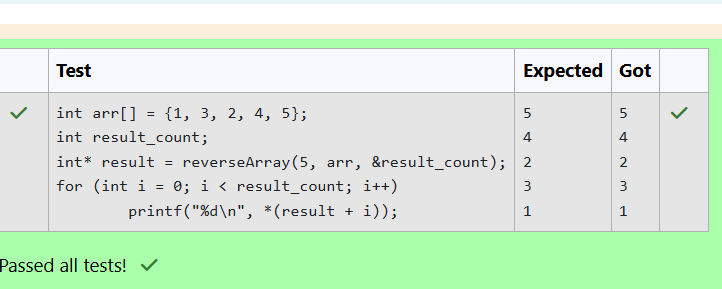 Test Expected Got
int arr[] = {1, 3, 2, 4, 5}; 5 5
int result_count; 4 4
int* result = reverseArray(5, arr, &result_count); 2 2
for (int i = 0; i < result_count; i++) 3 3
printf("%d\n", *(result + i)); 1 1
Passed all tests!